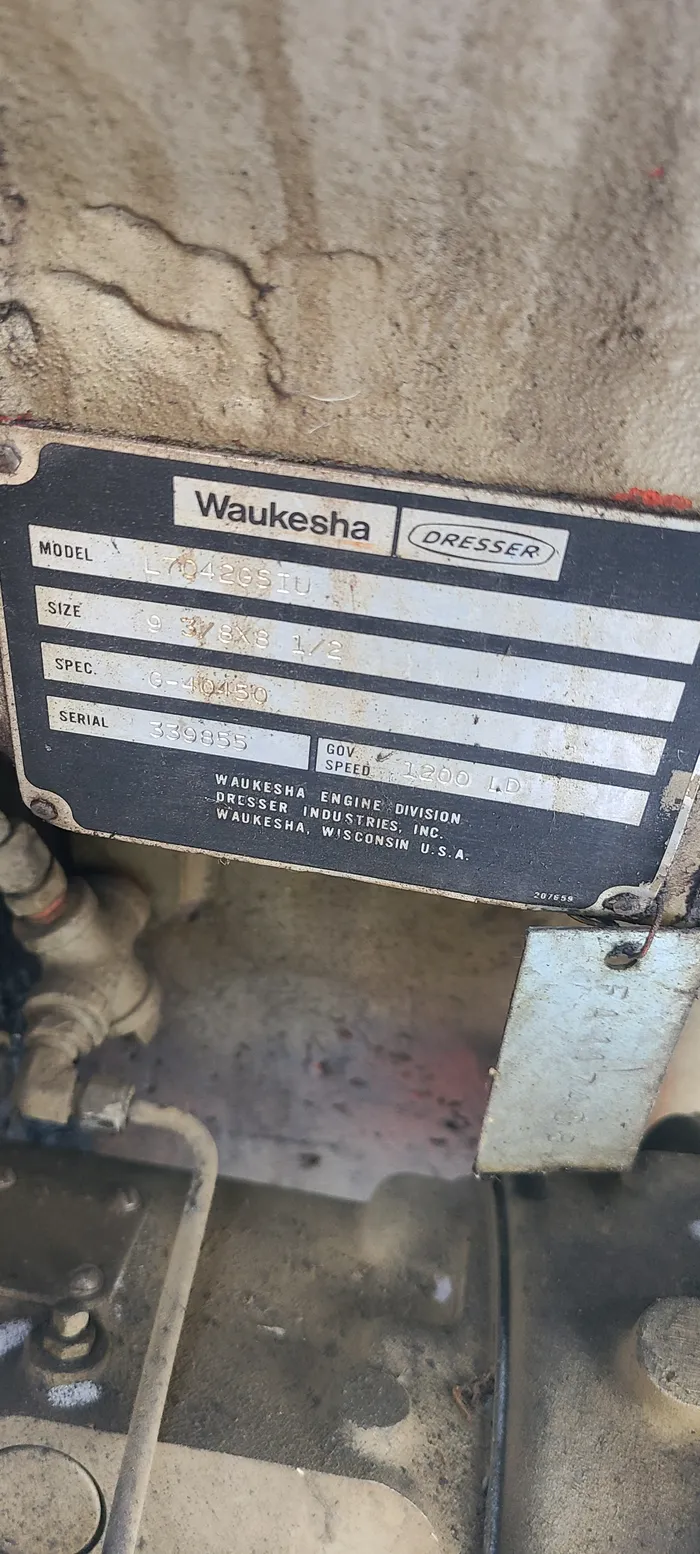 Waukesha DRESSER
MODEL L7042GSIU
SIZE 9 3/8X8 1/2
SPEC. G-40450
SERIAL 339855 GOV. SPEED 1200 LD
WAUKESHA ENGINE DIVISION
DRESSER INDUSTRIES, INC.
WAUKESHA, WISCONSIN U.S.A.
207659